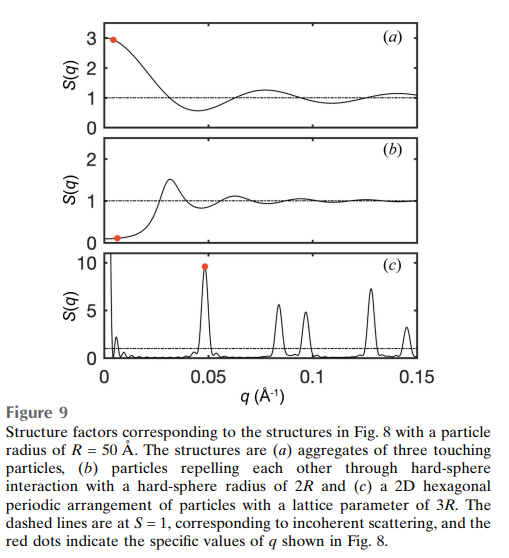 3
(a)
2
S(q)
1
0
(b)
2
S(q)
1
0
10
(c)
S(q)
5
0
0
0.05
0.1
0.15
q (Å-1)
Figure 9
Structure factors corresponding to the structures in Fig. 8 with a particle
radius of R = 50 Å. The structures are (a) aggregates of three touching
particles, (b) particles repelling each other through hard-sphere
interaction with a hard-sphere radius of 2R and (c) a 2D hexagonal
periodic arrangement of particles with a lattice parameter of 3R. The
dashed lines are at S = 1, corresponding to incoherent scattering, and the
red dots indicate the specific values of q shown in Fig. 8.